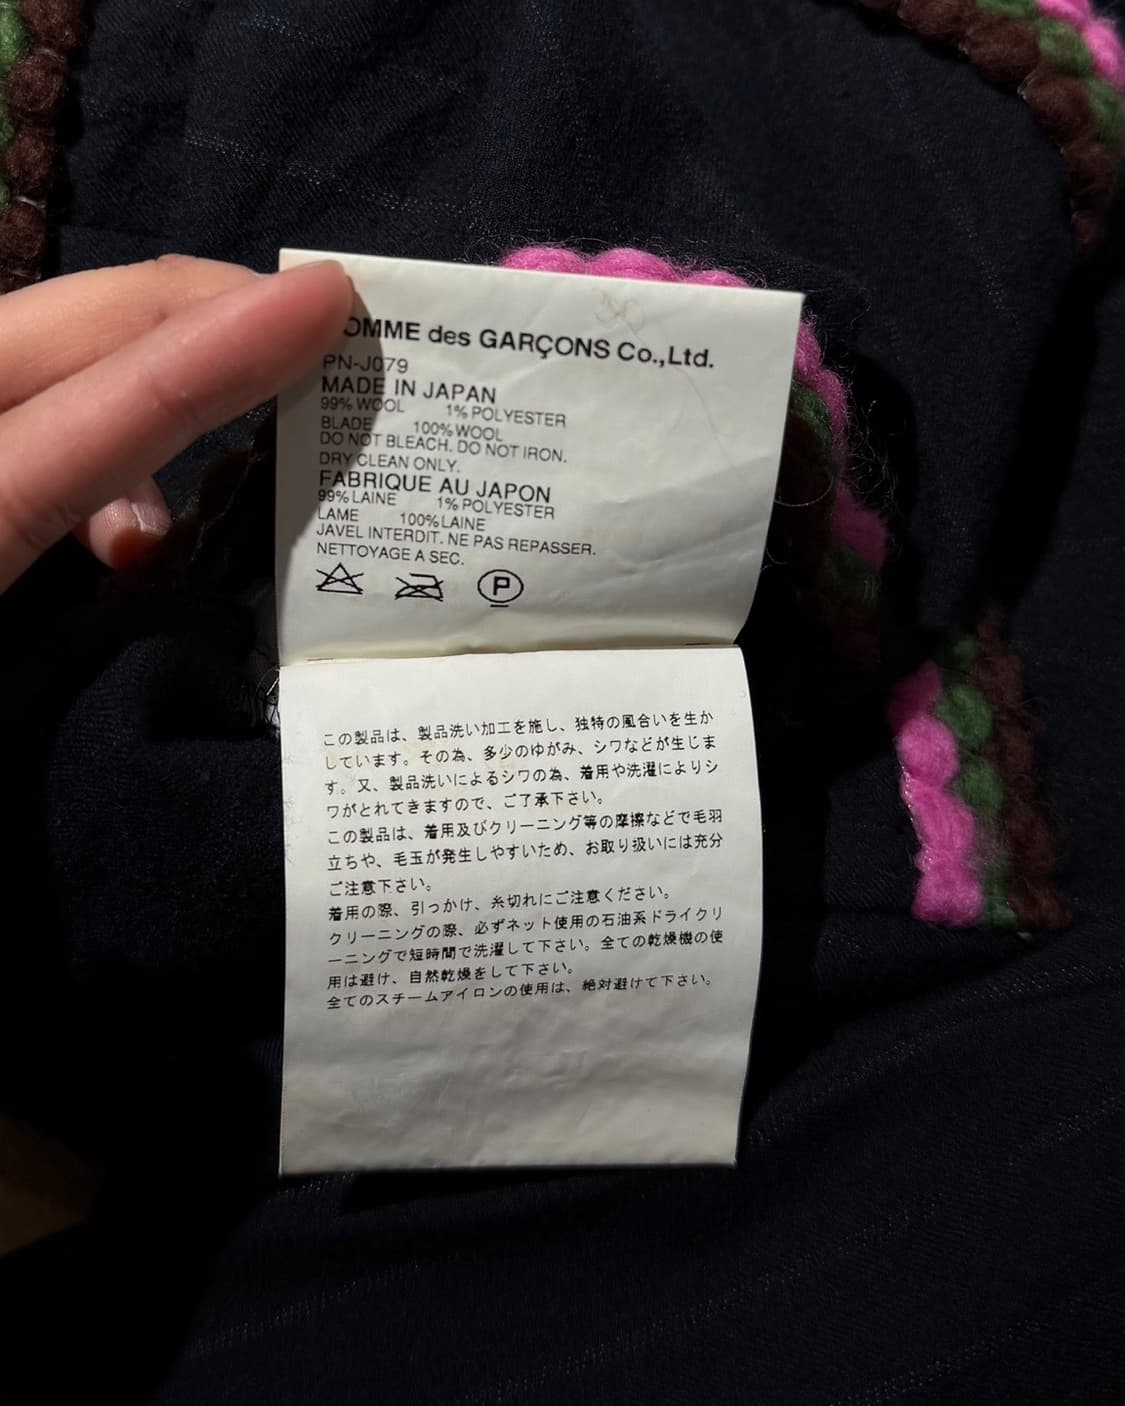 OMME des GARÇONS Co.,Ltd.
PN-J079
MADE IN JAPAN
99% WOOL 1% POLYESTER
BLADE 100% WOOL
DO NOT BLEACH. DO NOT IRON.
DRY CLEAN ONLY.
FABRIQUE AU JAPON
99% LAINE 1% POLYESTER
LAME 100% LAINE
JAVEL INTERDIT. NE PAS REPASSER.
NETTOYAGE A SEC.
P
この製品は、製品洗い加工を施し、独特の風合いを生か
しています。その為、多少のゆがみ、シワなどが生じま
す。又、製品洗いによるシワの為、着用や洗濯によりシ
ワがとれてきますので、ご了承下さい。
この製品は、着用及びクリーニング等の摩擦などで毛羽
立ちや、毛玉が発生しやすいため、お取り扱いには充分
ご注意下さい。
着用の際、引っかけ、糸切れにご注意ください。
クリーニングの際、必ずネット使用の石油系ドライクリ
ーニングで短時間で洗濯して下さい。全ての乾燥機の使
用は避け、自然乾燥をして下さい。
全てのスチームアイロンの使用は、絶対避けて下さい。